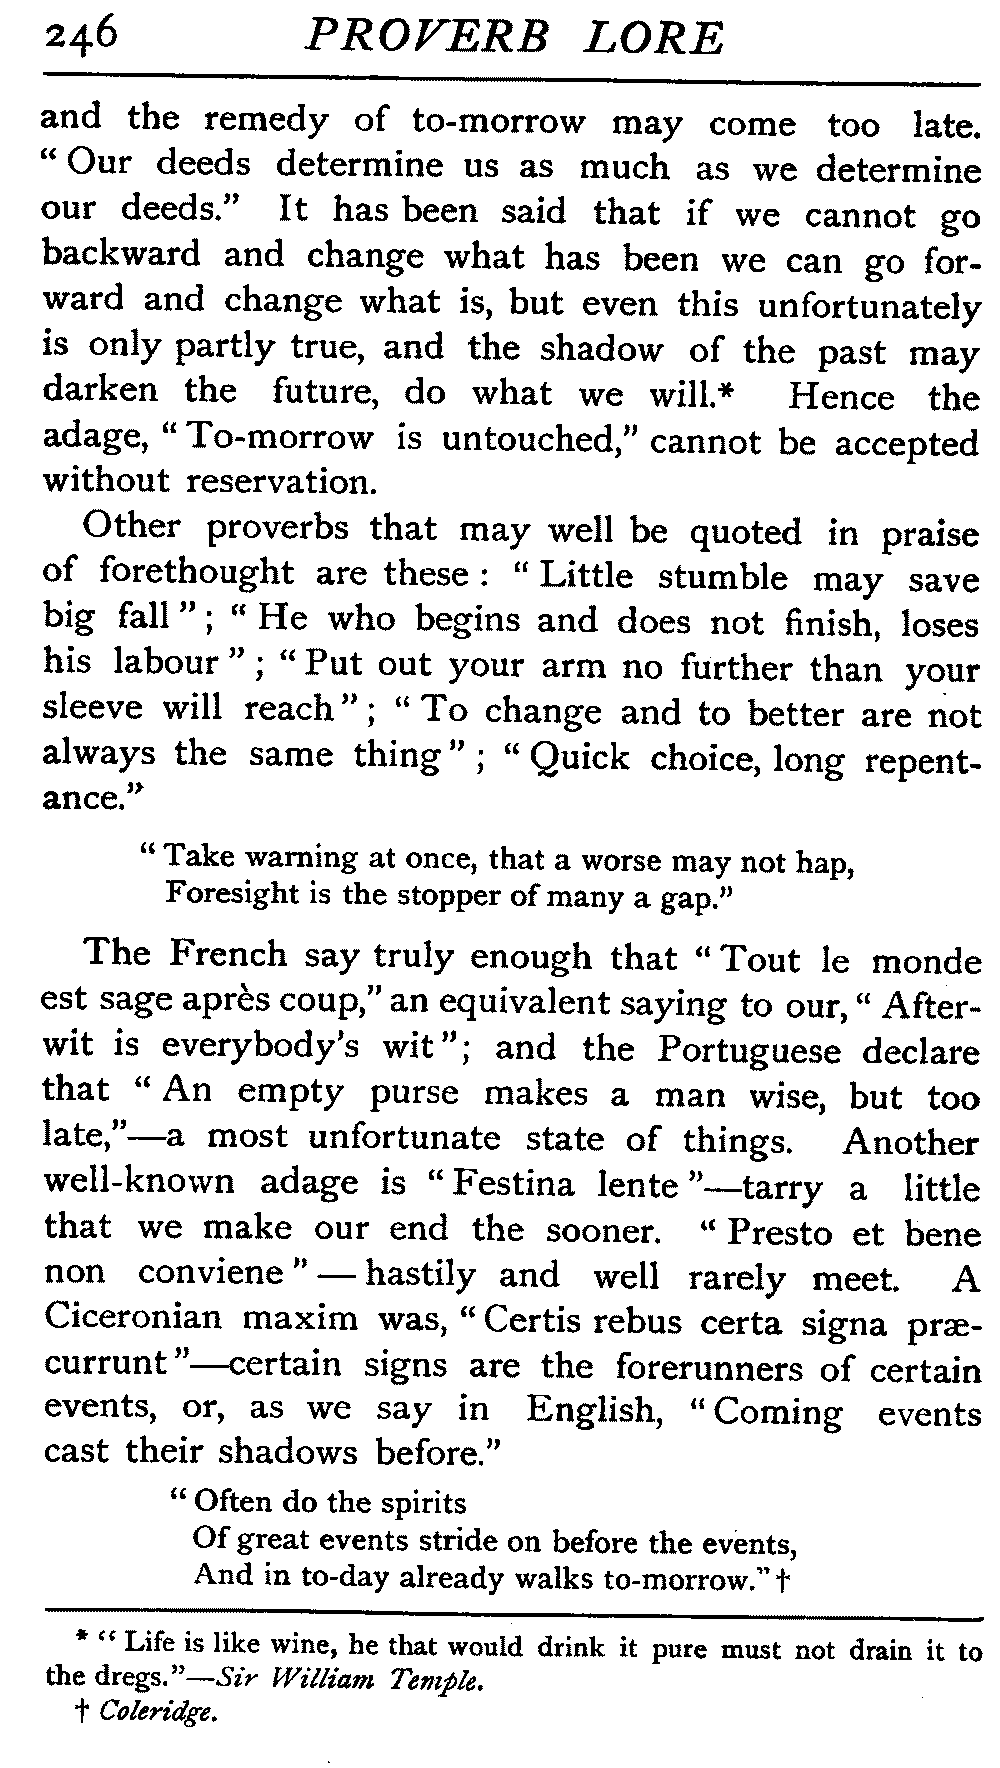 246 PROVERB LORE
and the remedy of to-morrow may come too late.
“Our deeds determine us as much as we determine
our deeds.” It has been said that if we cannot go
backward and change what has been we can go for-
ward and change what is, but even this unfortunately
is only partly true, and the shadow of the past may
darken the future, do what we will.* Hence the
adage, “To-morrow is untouched,” cannot be accepted
without reservation.
Other proverbs that may well be quoted in praise
of forethought are these : “Little stumble may save
big fall”; “He who begins and does not finish, loses
his labour”; “Put out your arm no further than your
sleeve will reach”; “To change and to better are not
always the same thing”; “Quick choice, long repent-
ance.”
“Take warning at once, that a worse may not hap,
Foresight is the stopper of many a gap.”
The French say truly enough that “Tout le monde
est sage après coup,” an equivalent saying to our, “After-
wit is everybody's wit”; and the Portuguese declare
that “An empty purse makes a man wise, but too
late,”—a most unfortunate state of things. Another
well-known adage is “Festina lente”—tarry a little
that we make our end the sooner. “Presto et bene
non conviene”—hastily and well rarely meet. A
Ciceronian maxim was, “Certis rebus certa signa præ-
currunt”—certain signs are the forerunners of certain
events, or, as we say in English, “Coming events
cast their shadows before.”
“Often do the spirits
Of great events stride on before the events,
And in to-day already walks to-morrow.”†
* “Life is like wine, he that would drink it pure must not drain it to
the dregs.”—Sir William Temple.
† Coleridge.